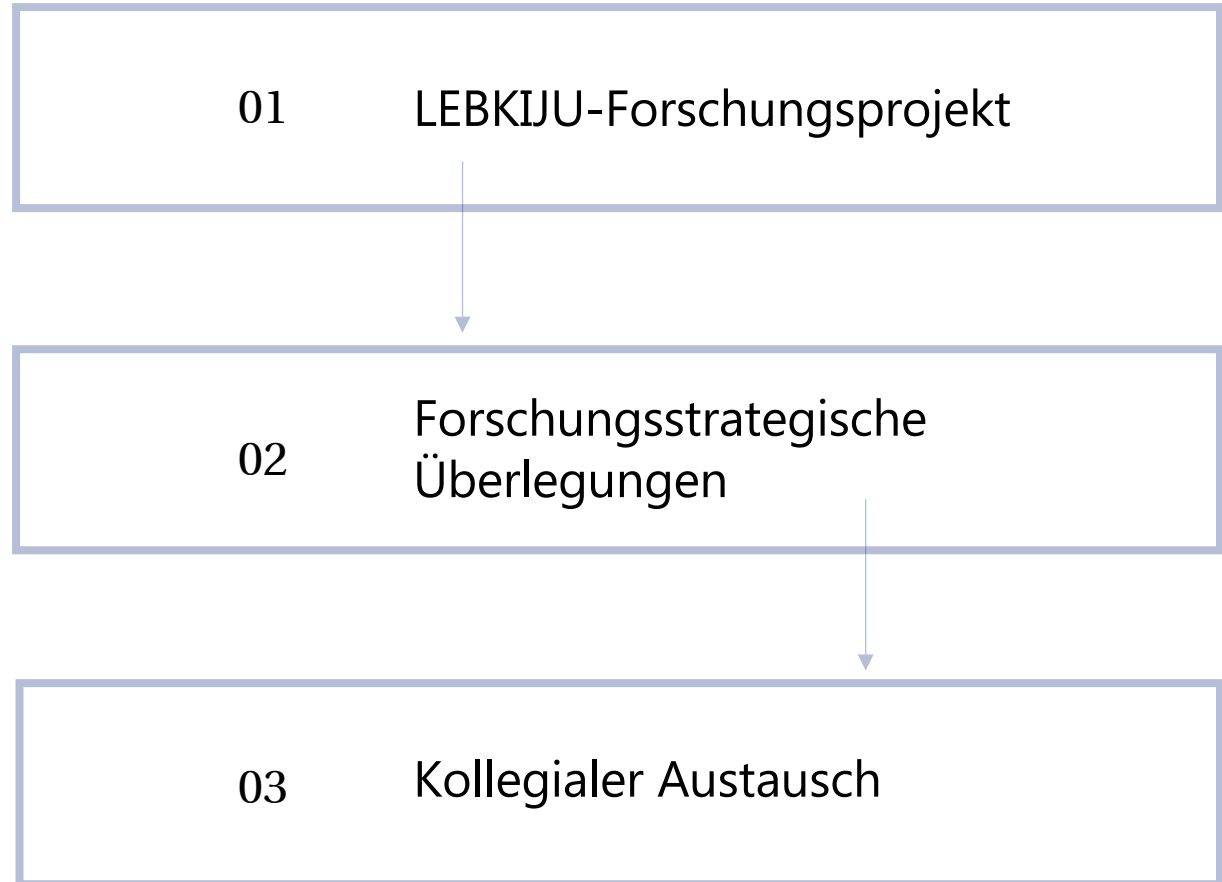 01 LEBKIJU-Forschungsprojekt
02 Forschungsstrategische
Überlegungen
03 Kollegialer Austausch